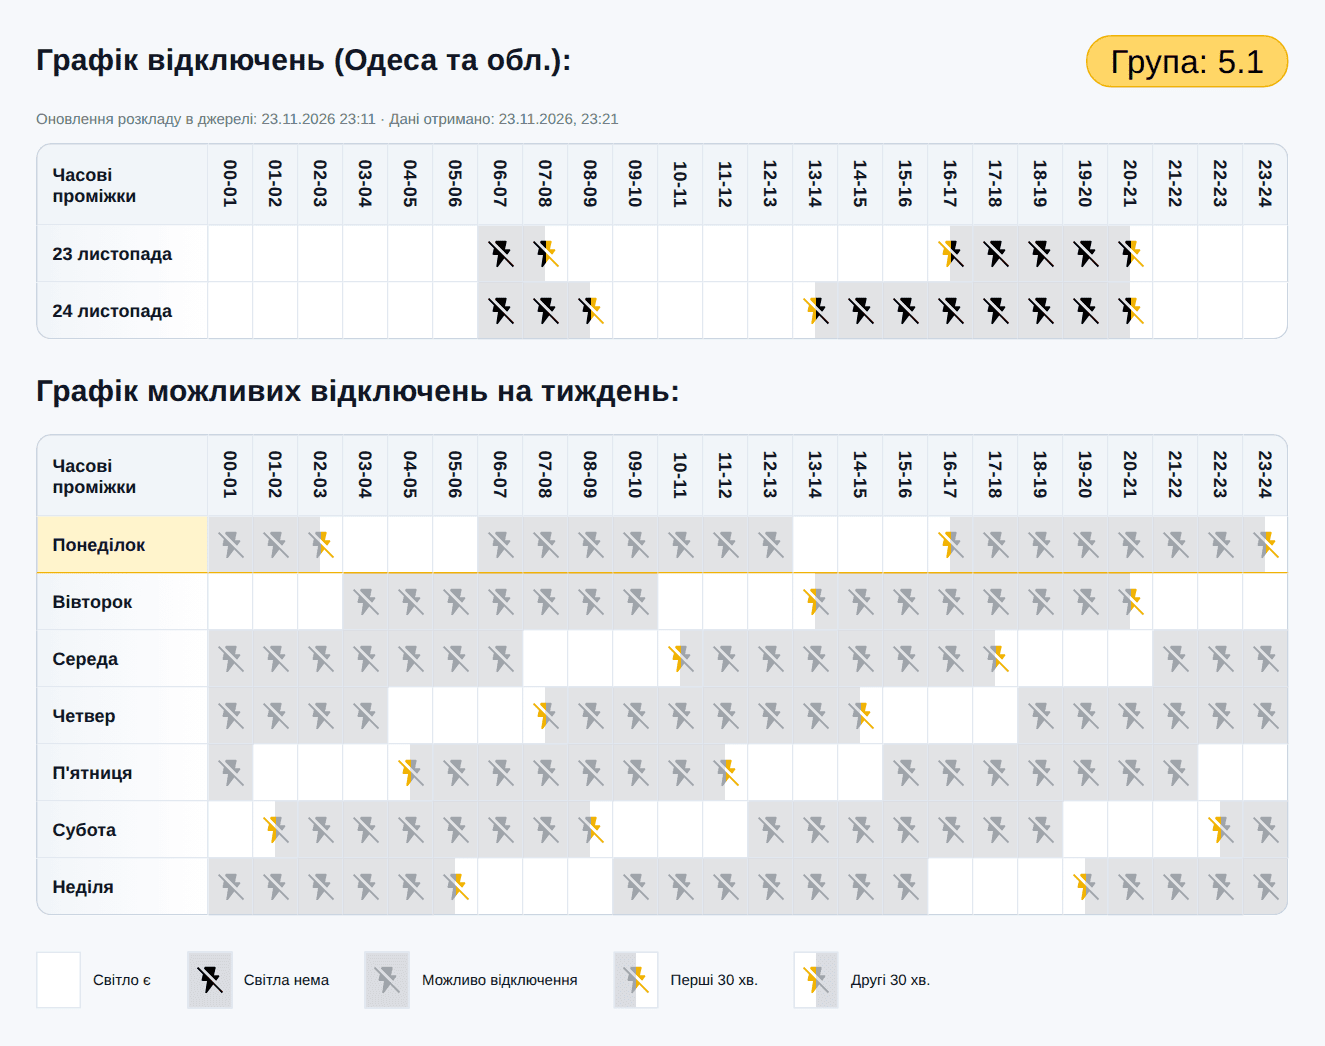 Графік відключень (Одеса та обл.):
Група: 5.1
Оновлення розкладу в джерелі: 23.11.2026 23:11 · Дані отримано: 23.11.2026, 23:21
Часові проміжки 00-01 01-02 02-03 03-04 04-05 05-06 06-07 07-08 08-09 09-10 10-11 11-12 12-13 13-14 14-15 15-16 16-17 17-18 18-19 19-20 20-21 21-22 22-23 23-24
23 листопада
24 листопада
Графік можливих відключень на тиждень:
Часові проміжки 00-01 01-02 02-03 03-04 04-05 05-06 06-07 07-08 08-09 09-10 10-11 11-12 12-13 13-14 14-15 15-16 16-17 17-18 18-19 19-20 20-21 21-22 22-23 23-24
Понеділок
Вівторок
Середа
Четвер
П'ятниця
Субота
Неділя
Світло є Світла нема Можливо відключення Перші 30 хв. Другі 30 хв.